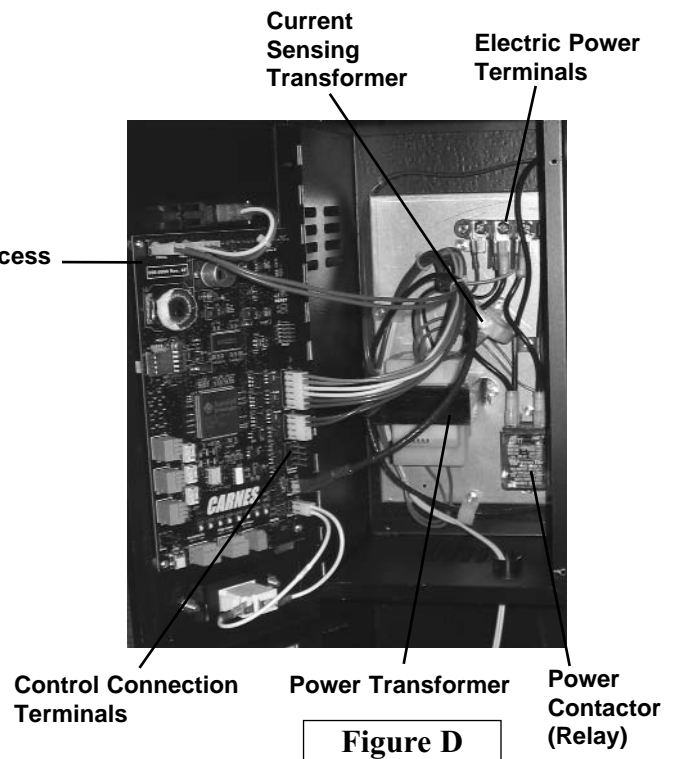 Current
Sensing
Transformer
Electric Power
Terminals
cess
CARNES
Control Connection
Terminals
Power Transformer
Power
Contactor
(Relay)
Figure D